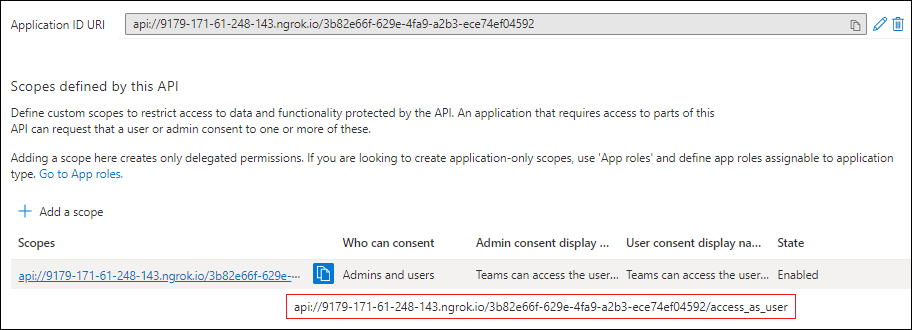 Application ID URI api://9179-171-61-248-143.ngrok.io/3b82e66f-629e-4fa9-a2b3-ece74ef04592
Scopes defined by this API
Define custom scopes to restrict access to data and functionality protected by the API. An application that requires access to parts of this
API can request that a user or admin consent to one or more of these.
Adding a scope here creates only delegated permissions. If you are looking to create application-only scopes, use 'App roles' and define app roles assignable to application
type. Go to App roles.
+ Add a scope
Scopes Who can consent Admin consent display ... User consent display na... State
api://9179-171-61-248-143.ngrok.io/3b82e66f-629e-... Admins and users Teams can access the user... Teams can access the user... Enabled
api://9179-171-61-248-143.ngrok.io/3b82e66f-629e-4fa9-a2b3-ece74ef04592/access_as_user